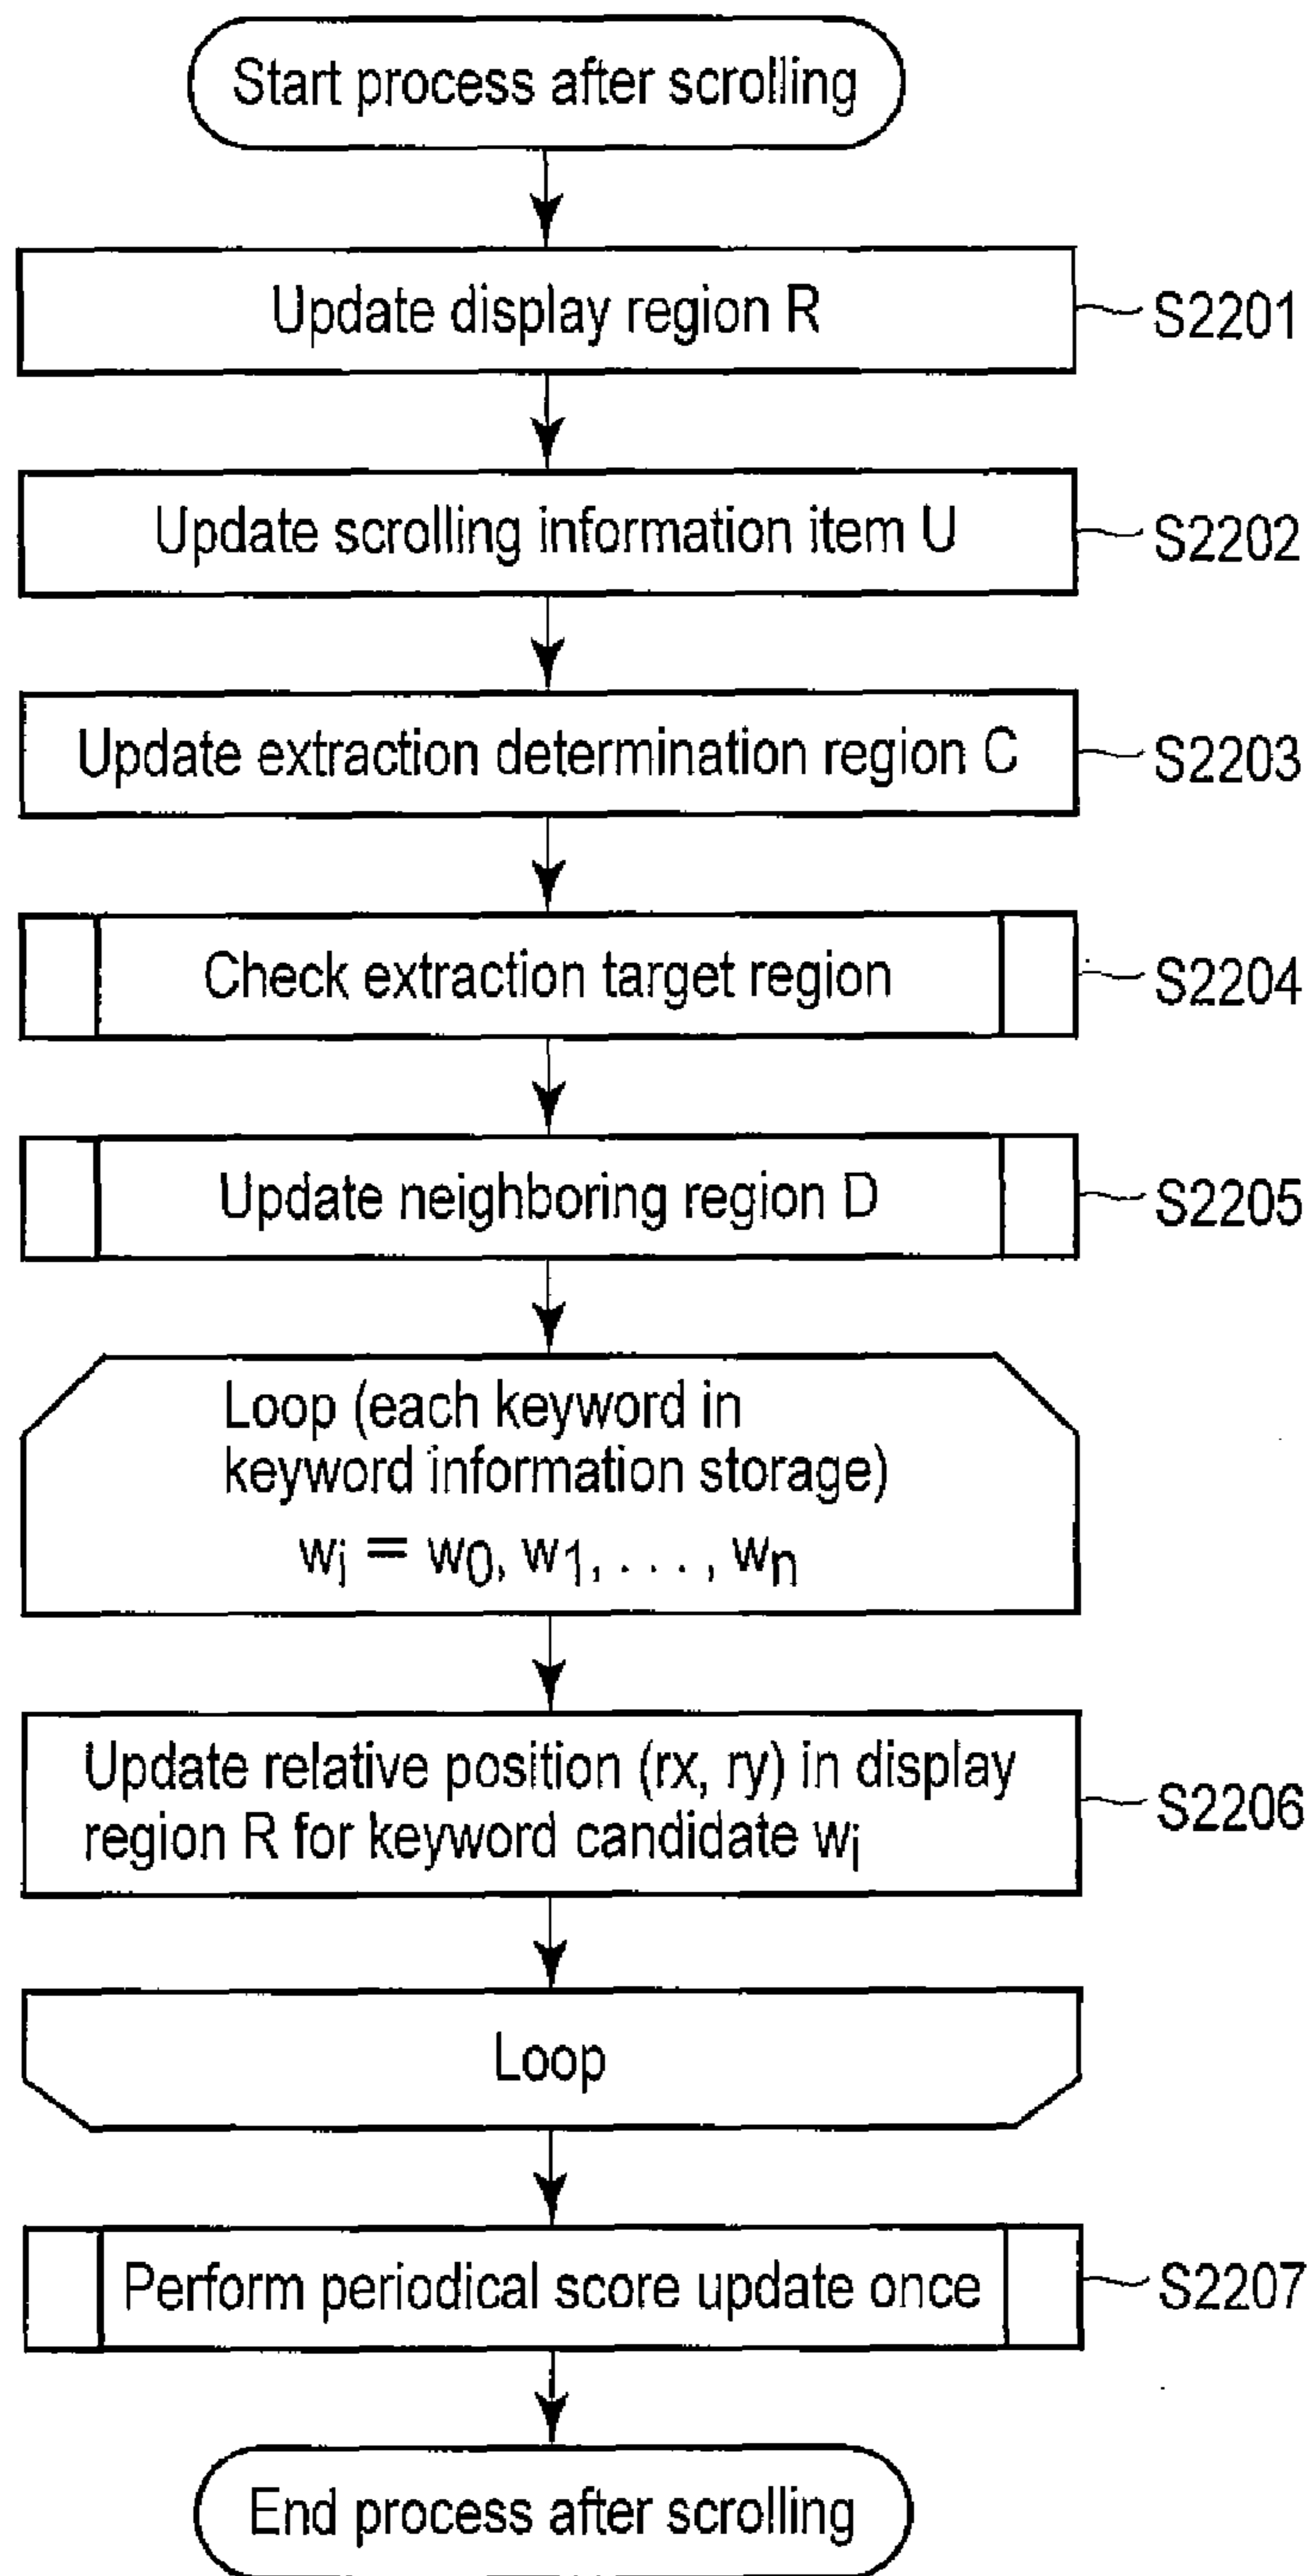 Start process after scrolling
Update display region R
S2201
Update scrolling information item U
S2202
Update extraction determination region C
S2203
Check extraction target region
S2204
Update neighboring region D
S2205
Loop (each keyword in
keyword information storage)
wi = w0, w1, . . . , wn
Update relative position (rx, ry) in display
region R for keyword candidate wi
S2206
Loop
Perform periodical score update once
S2207
End process after scrolling